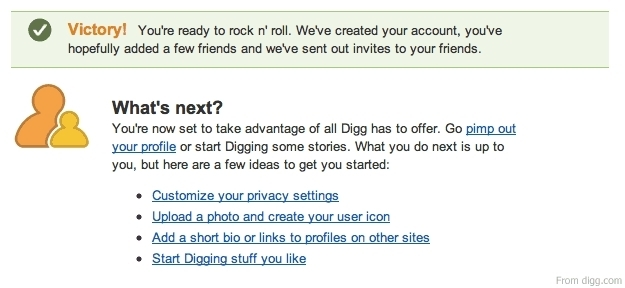 Victory! You're ready to rock n' roll. We've created your account, you've
hopefully added a few friends and we've sent out invites to your friends.
What's next?
You're now set to take advantage of all Digg has to offer. Go pimp out
your profile or start Digging some stories. What you do next is up to
you, but here are a few ideas to get you started:
• Customize your privacy settings
• Upload a photo and create your user icon
• Add a short bio or links to profiles on other sites
• Start Digging stuff you like
From digg.com